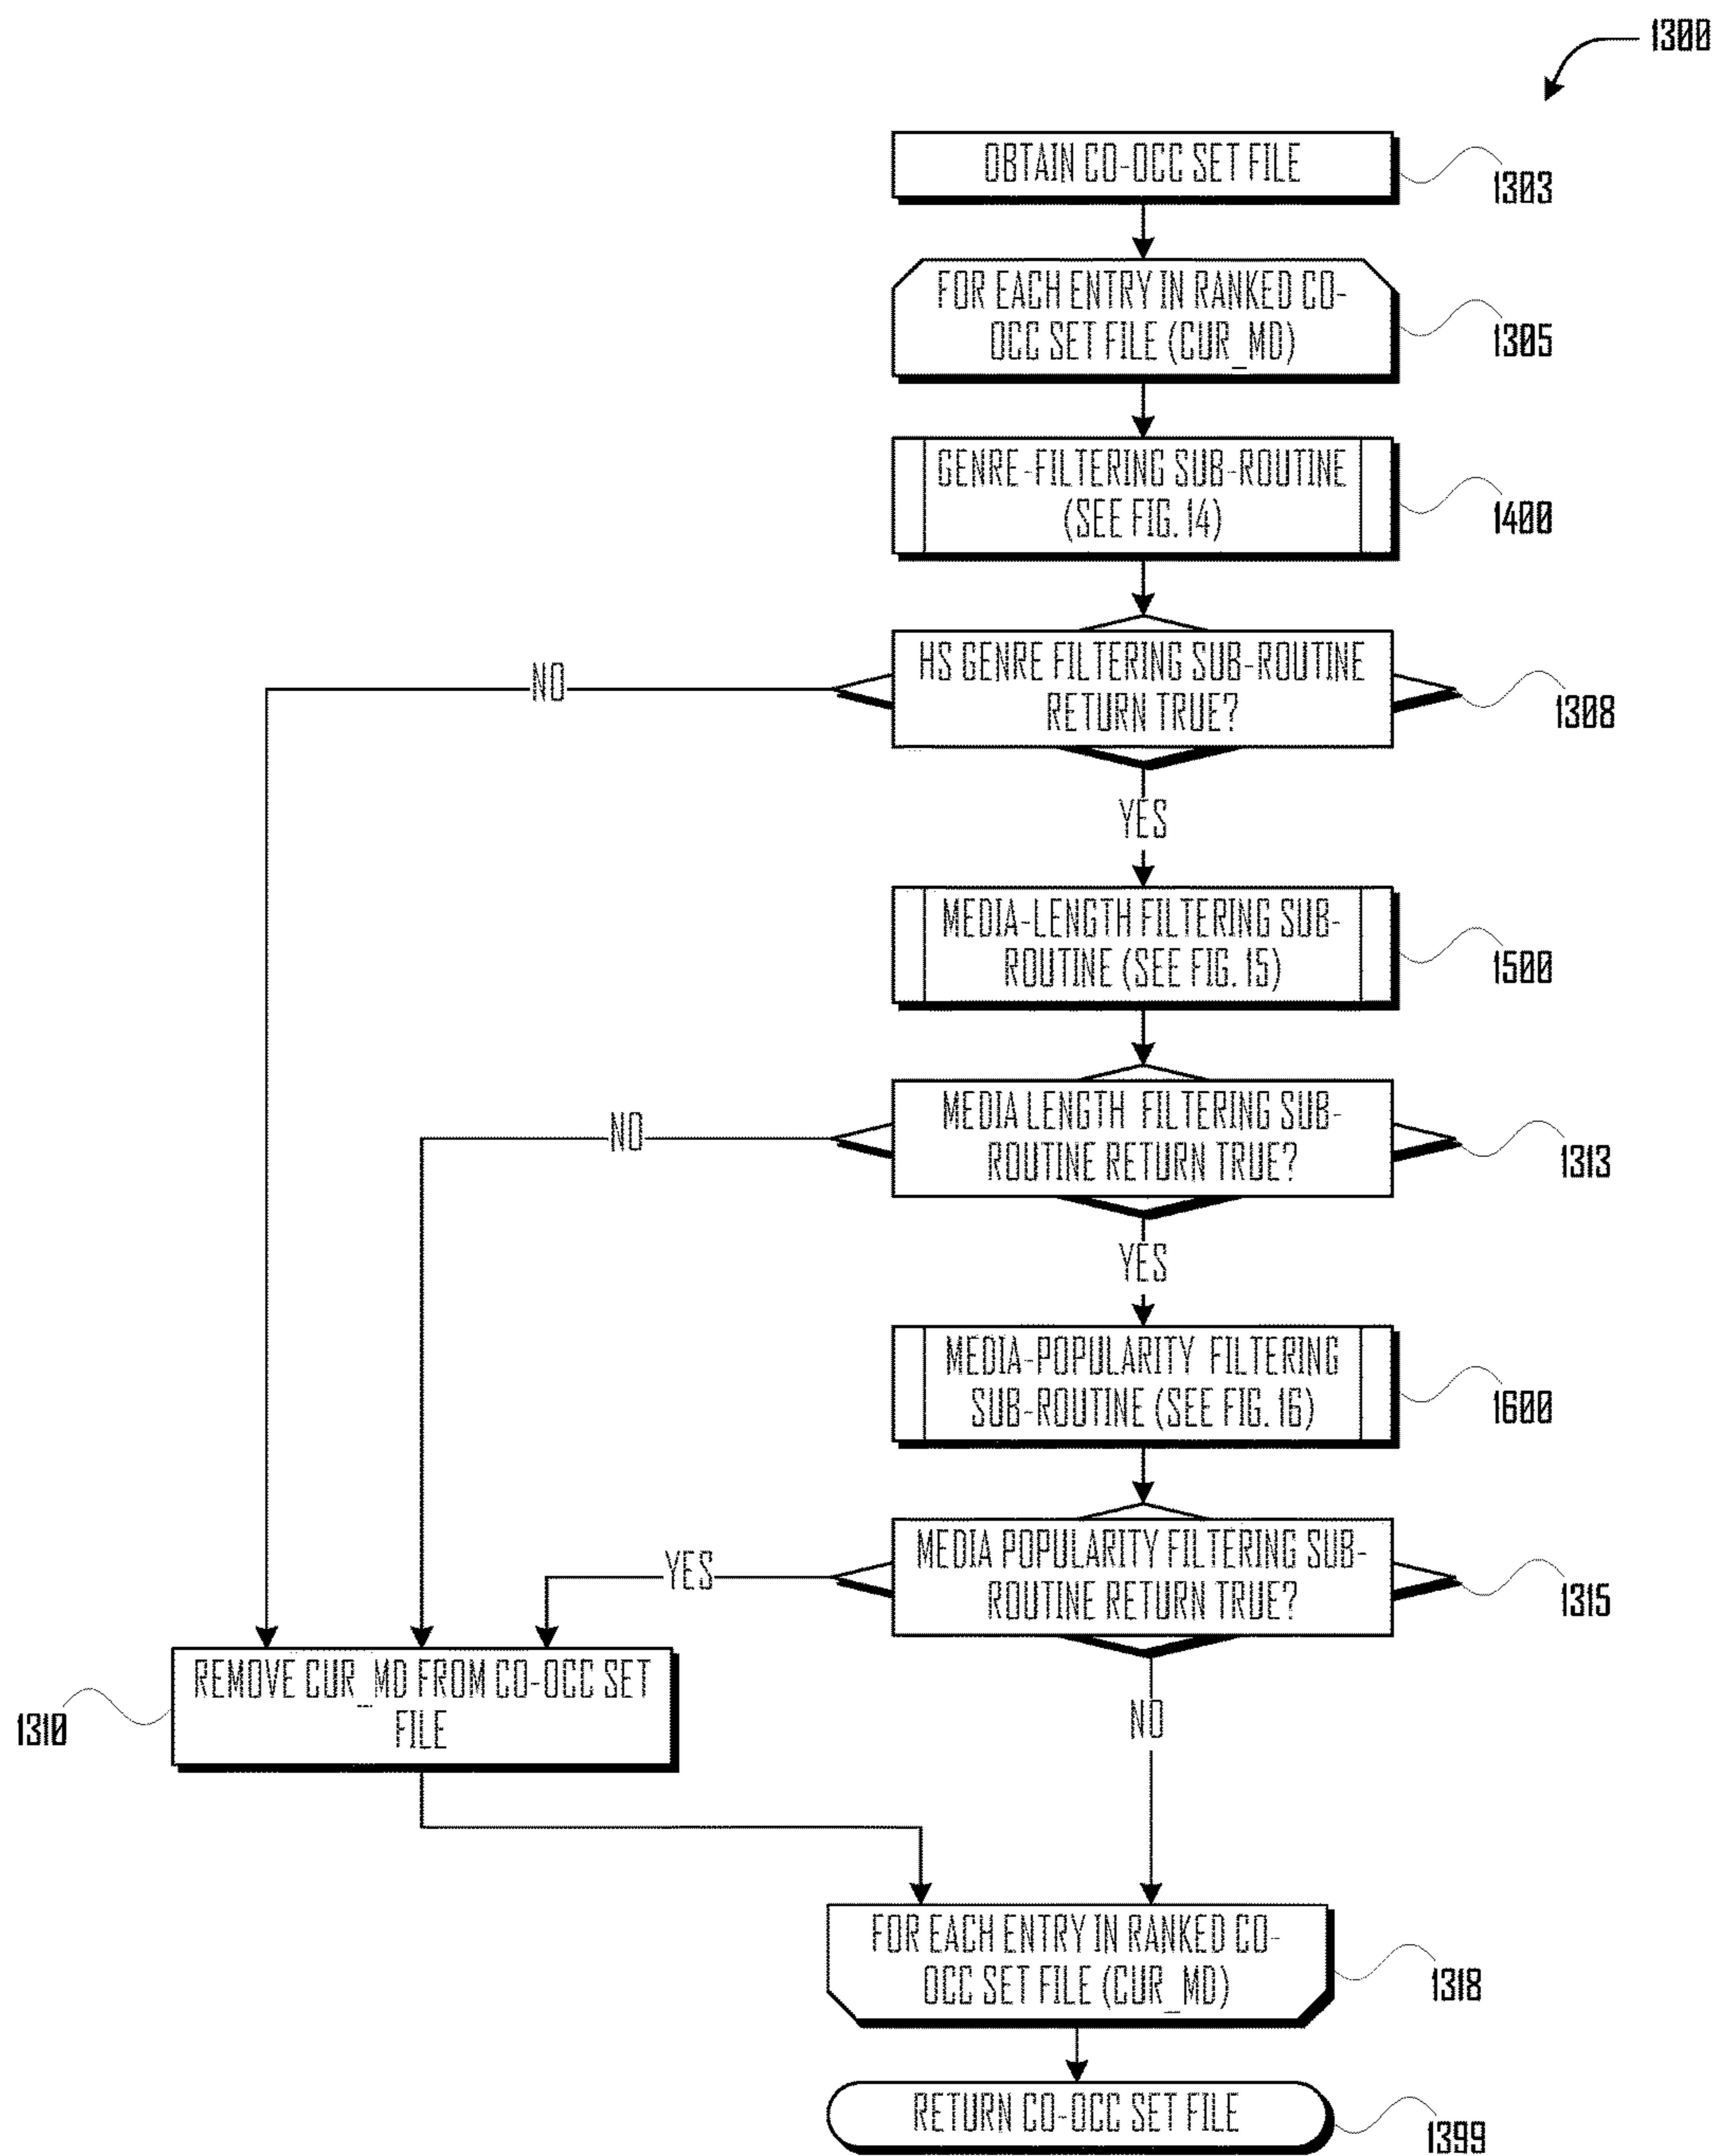 1300
OBTAIN CO-OCC SET FILE
1303
FOR EACH ENTRY IN RANKED CO-
OCC SET FILE (CUR_MD)
1305
GENRE-FILTERING SUB-ROUTINE
(SEE FIG. 14)
1400
HS GENRE FILTERING SUB-ROUTINE
RETURN TRUE?
1308
NO
YES
MEDIA-LENGTH FILTERING SUB-
ROUTINE (SEE FIG. 15)
1500
MEDIA LENGTH FILTERING SUB-
ROUTINE RETURN TRUE?
1313
NO
YES
MEDIA-POPULARITY FILTERING
SUB-ROUTINE (SEE FIG. 16)
1600
MEDIA POPULARITY FILTERING SUB-
ROUTINE RETURN TRUE?
1315
YES
REMOVE CUR_MD FROM CO-OCC SET
FILE
1310
NO
FOR EACH ENTRY IN RANKED CO-
OCC SET FILE (CUR_MD)
1318
RETURN CO-OCC SET FILE
1399